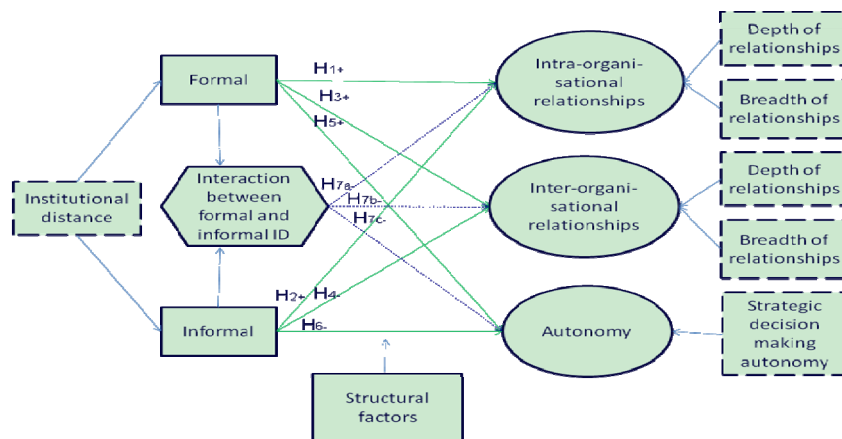 Depth of
relationships
Formal
H1+
H3+
H5+
Intra-organi-
sational
relationships
Breadth of
relationships
Institutional
distance
Interaction
between
formal and
informal ID
H7a-
H7b-
H7c-
Inter-organi-
sational
relationships
Depth of
relationships
Breadth of
relationships
Informal
H2+
H4-
H6-
Autonomy
Strategic
decision
making
autonomy
Structural
factors